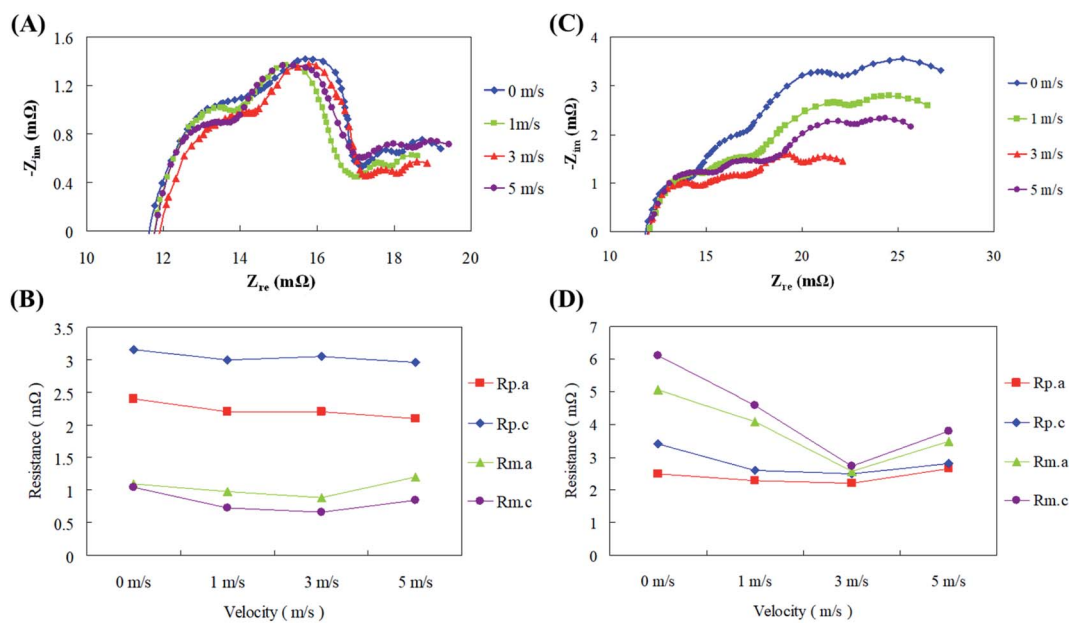 (A)
1.6
1.2
0.8
0.4
0
-Z_im (mΩ)
10 12 14 16 18 20
Z_re (mΩ)
0 m/s
1m/s
3 m/s
5 m/s
(C)
4
3
2
1
0
-Z_im (mΩ)
10 15 20 25 30
Z_re (mΩ)
0 m/s
1 m/s
3 m/s
5 m/s
(B)
3.5
3
2.5
2
1.5
1
0.5
0
Resistance (mΩ)
0 m/s 1 m/s 3 m/s 5 m/s
Velocity ( m/s )
Rp.a
Rp.c
Rm.a
Rm.c
(D)
7
6
5
4
3
2
1
0
Resistance (mΩ)
0 m/s 1 m/s 3 m/s 5 m/s
Velocity ( m/s)
Rp.a
Rp.c
Rm.a
Rm.c